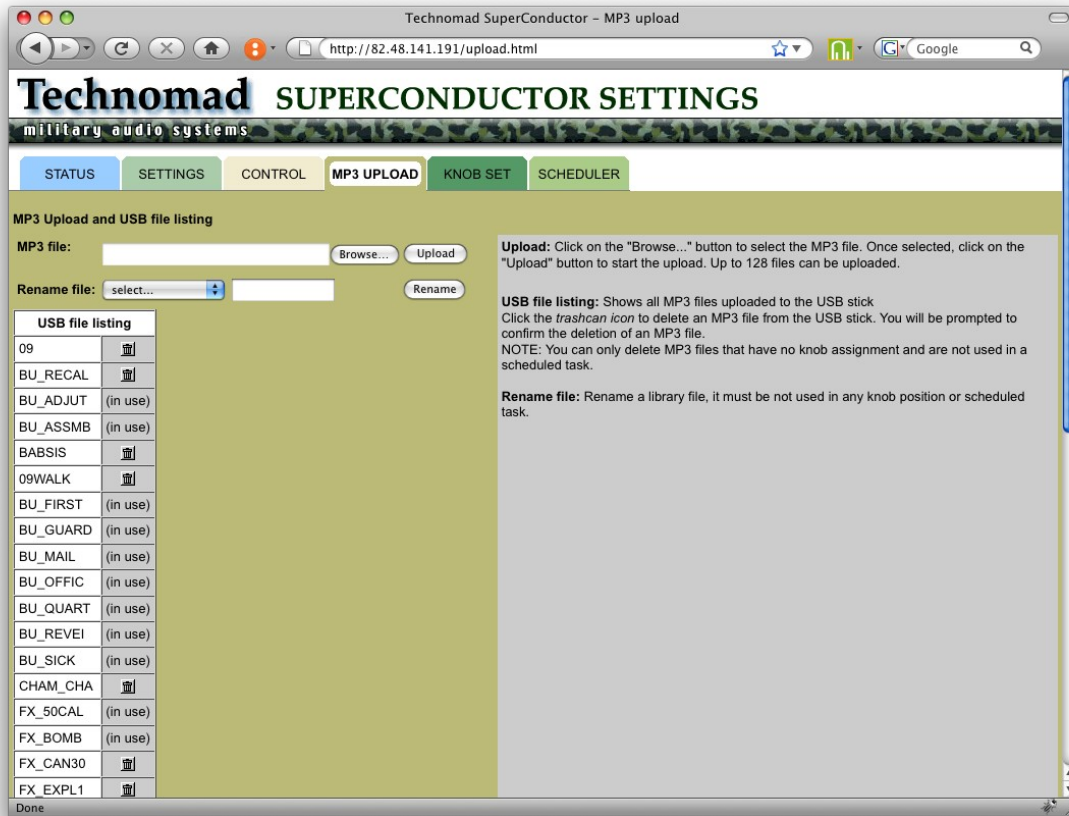 Technomad SuperConductor – MP3 upload
http://82.48.141.191/upload.html
G Google
Technomad SUPERCONDUCTOR SETTINGS
military audio systems
STATUS SETTINGS CONTROL MP3 UPLOAD KNOB SET SCHEDULER
MP3 Upload and USB file listing
MP3 file: Browse... Upload
Rename file: select... Rename
USB file listing
09
BU_RECAL
BU_ADJUT (in use)
BU_ASSMB (in use)
BABSIS
09WALK
BU_FIRST (in use)
BU_GUARD (in use)
BU_MAIL (in use)
BU_OFFIC (in use)
BU_QUART (in use)
BU_REVEI (in use)
BU_SICK (in use)
CHAM_CHA
FX_50CAL (in use)
FX_BOMB (in use)
FX_CAN30
FX_EXPL1
Upload: Click on the "Browse..." button to select the MP3 file. Once selected, click on the
"Upload" button to start the upload. Up to 128 files can be uploaded.
USB file listing: Shows all MP3 files uploaded to the USB stick
Click the trashcan icon to delete an MP3 file from the USB stick. You will be prompted to
confirm the deletion of an MP3 file.
NOTE: You can only delete MP3 files that have no knob assignment and are not used in a
scheduled task.
Rename file: Rename a library file, it must be not used in any knob position or scheduled
task.
Done